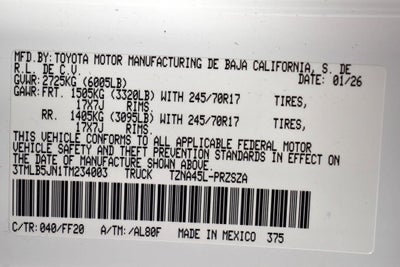 MFD.BY:TOYOTA MOTOR MANUFACTURING DE BAJA CALIFORNIA, S. DE
R.L. DE C.V. DATE: 01/26
GVWR:2725KG (6005LB)
GAWR:FRT. 1505KG (3320LB) WITH 245/70R17 TIRES,
17X7J RIMS.
RR. 1405KG (3095LB) WITH 245/70R17 TIRES,
17X7J RIMS.
THIS VEHICLE CONFORMS TO ALL APPLICABLE FEDERAL MOTOR
VEHICLE SAFETY AND THEFT PREVENTION STANDARDS IN EFFECT ON
THE DATE OF MANUFACTURE SHOWN ABOVE.
3TMLB5JN1TM234003 TRUCK TZNA45L-PRZSZA
C/TR:040/FF20 A/TM:/AL80F MADE IN MEXICO 375